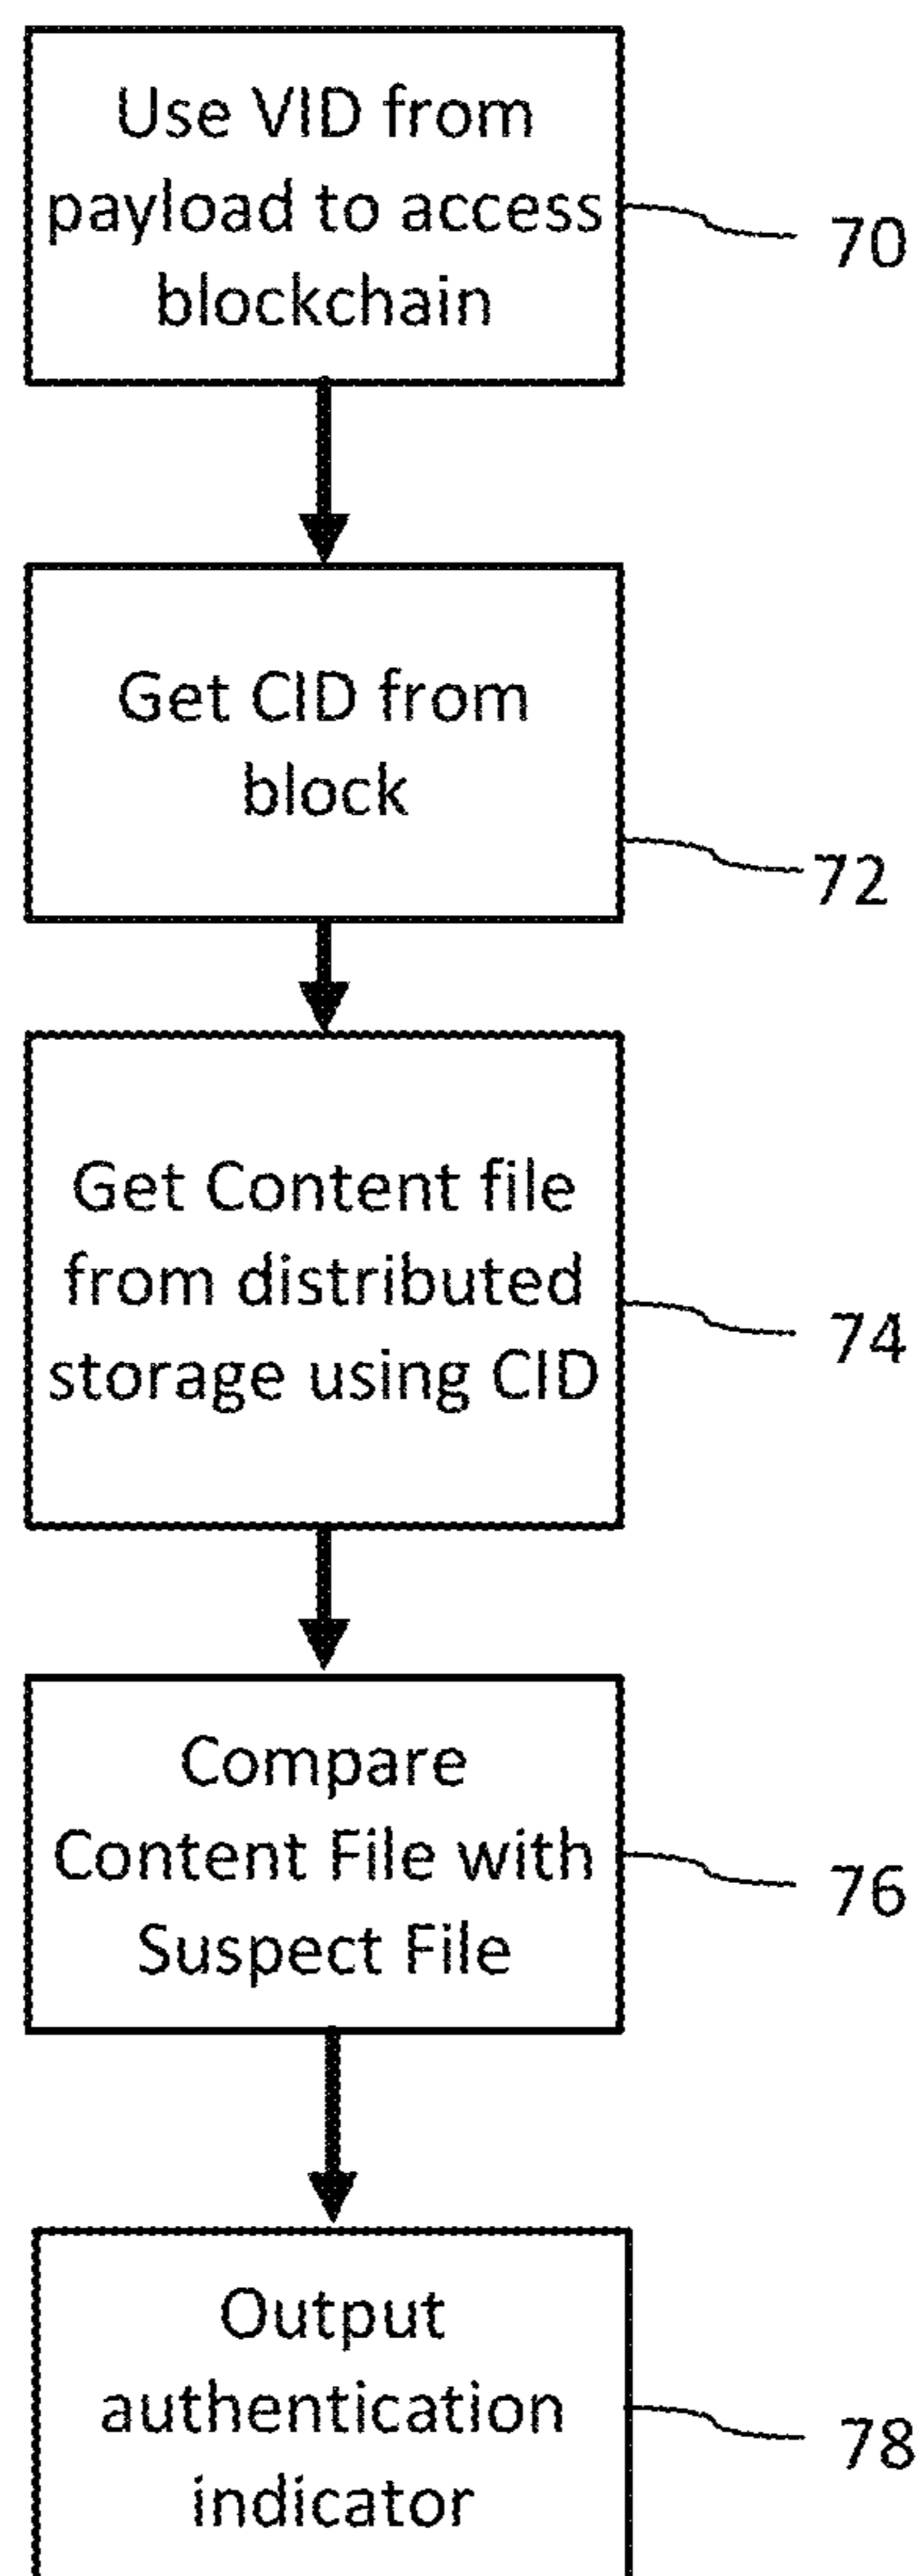 Use VID from
payload to access
blockchain
70
Get CID from
block
72
Get Content file
from distributed
storage using CID
74
Compare
Content File with
Suspect File
76
Output
authentication
indicator
78